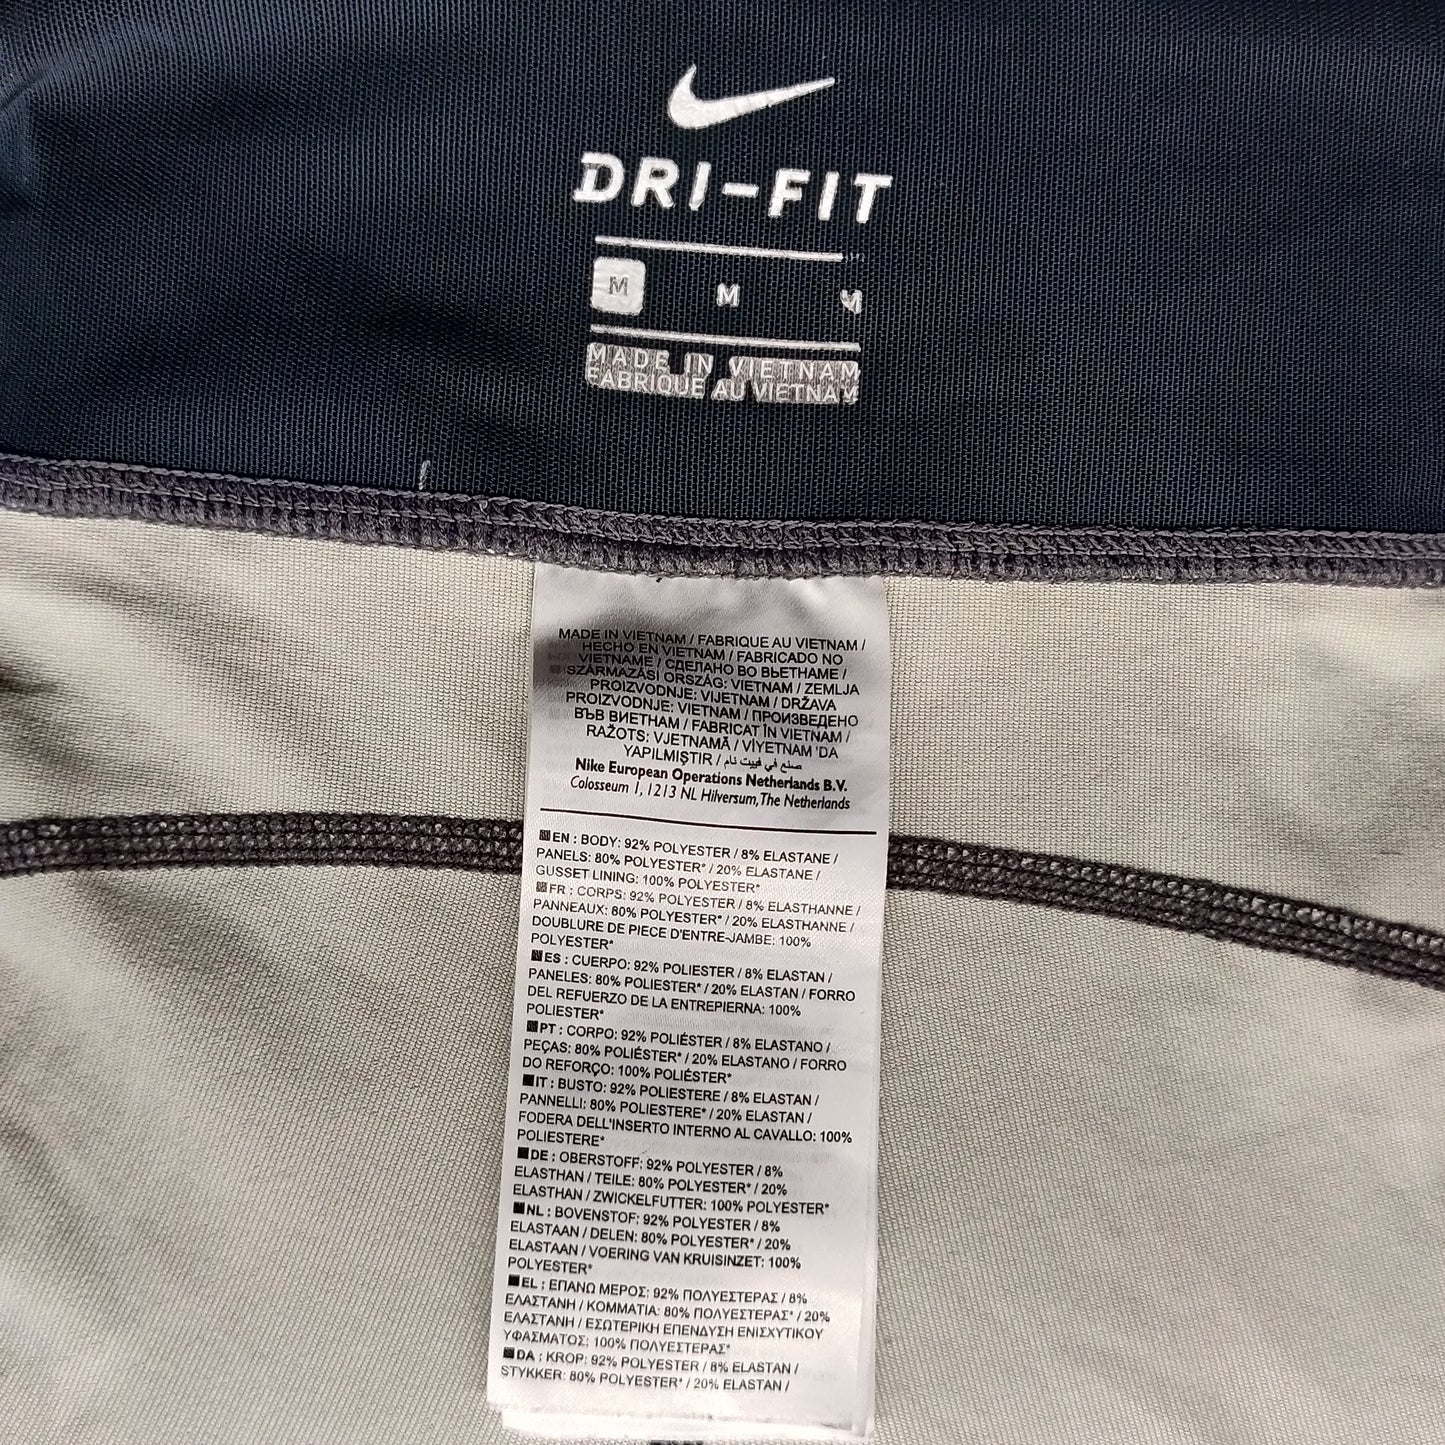 DRI-FIT
M M M
MADE IN VIETNAM
FABRIQUE AU VIETNAM
MADE IN VIETNAM / FABRIQUE AU VIETNAM /
HECHO EN VIETNAM / FABRICADO NO
VIETNAME / СДЕЛАНО ВО ВЬЕТНАМЕ /
SZÁRMAZÁSI ORSZÁG: VIETNAM / ZEMLJA
PROIZVODNJE: VIJETNAM / DRŽAVA
PROIZVODNJE: VIETNAM / ПРОИЗВЕДЕНО
ВЪВ ВИЕТНАМ / FABRICAT ÎN VIETNAM /
RAŽOTS: VJETNAMĀ / VİYETNAM 'DA
YAPILMIŞTIR / صنع في فييت نام
Nike European Operations Netherlands B.V.
Colosseum 1, 1213 NL Hilversum, The Netherlands
EN : BODY: 92% POLYESTER / 8% ELASTANE /
PANELS: 80% POLYESTER* / 20% ELASTANE /
GUSSET LINING: 100% POLYESTER*
FR : CORPS: 92% POLYESTER / 8% ELASTHANNE /
PANNEAUX: 80% POLYESTER* / 20% ELASTHANNE /
DOUBLURE DE PIECE D'ENTRE-JAMBE: 100%
POLYESTER*
ES : CUERPO: 92% POLIESTER / 8% ELASTAN /
PANELES: 80% POLIESTER* / 20% ELASTAN / FORRO
DEL REFUERZO DE LA ENTREPIERNA: 100%
POLIESTER*
PT : CORPO: 92% POLIÉSTER / 8% ELASTANO /
PEÇAS: 80% POLIÉSTER* / 20% ELASTANO / FORRO
DO REFORÇO: 100% POLIÉSTER*
IT : BUSTO: 92% POLIESTERE / 8% ELASTAN /
PANNELLI: 80% POLIESTERE* / 20% ELASTAN /
FODERA DELL'INSERTO INTERNO AL CAVALLO: 100%
POLIESTERE*
DE : OBERSTOFF: 92% POLYESTER / 8%
ELASTHAN / TEILE: 80% POLYESTER* / 20%
ELASTHAN / ZWICKELFUTTER: 100% POLYESTER*
NL : BOVENSTOF: 92% POLYESTER / 8%
ELASTAAN / DELEN: 80% POLYESTER* / 20%
ELASTAAN / VOERING VAN KRUISINZET: 100%
POLYESTER*
EL : ΕΠΑΝΩ ΜΕΡΟΣ: 92% ΠΟΛΥΕΣΤΕΡΑΣ / 8%
ΕΛΑΣΤΑΝΗ / ΚΟΜΜΑΤΙΑ: 80% ΠΟΛΥΕΣΤΕΡΑΣ* / 20%
ΕΛΑΣΤΑΝΗ / ΕΣΩΤΕΡΙΚΗ ΕΠΕΝΔΥΣΗ ΕΝΙΣΧΥΤΙΚΟΥ
ΥΦΑΣΜΑΤΟΣ: 100% ΠΟΛΥΕΣΤΕΡΑΣ*
DA : KROP: 92% POLYESTER / 8% ELASTAN /
STYKKER: 80% POLYESTER* / 20% ELASTAN /